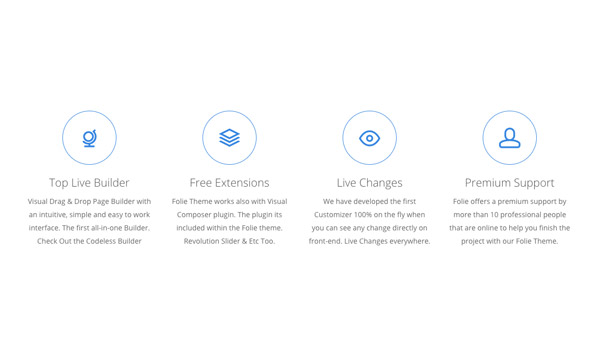 Top Live Builder
Visual Drag & Drop Page Builder with
an intuitive, simple and easy to work
interface. The first all-in-one Builder.
Check Out the Codeless Builder
Free Extensions
Folie Theme works also with Visual
Composer plugin. The plugin its
included within the Folie theme.
Revolution Slider & Etc Too.
Live Changes
We have developed the first
Customizer 100% on the fly when
you can see any change directly on
front-end. Live Changes everywhere.
Premium Support
Folie offers a premium support by
more than 10 professional people
that are online to help you finish the
project with our Folie Theme.